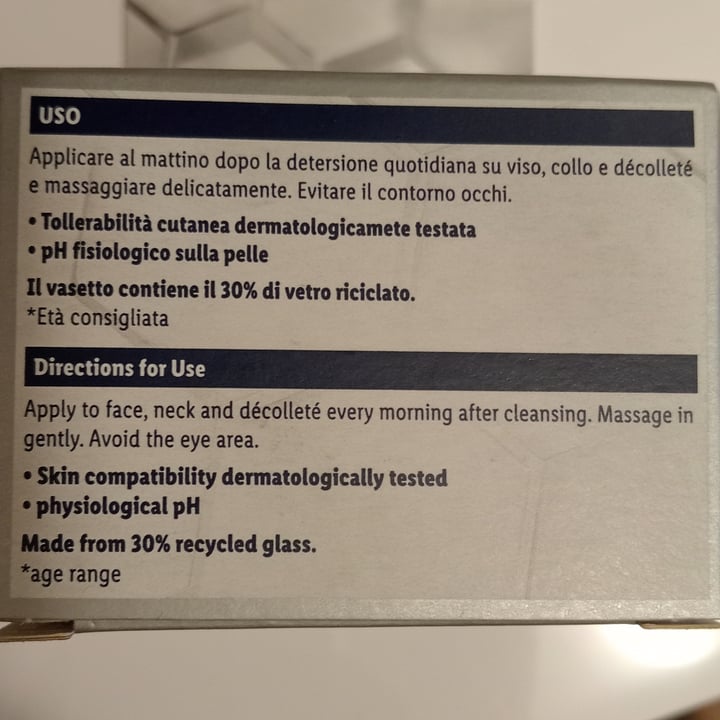 USO
Applicare al mattino dopo la detersione quotidiana su viso, collo e décolleté
e massaggiare delicatamente. Evitare il contorno occhi.
• Tollerabilità cutanea dermatologicamete testata
• pH fisiologico sulla pelle
Il vasetto contiene il 30% di vetro riciclato.
*Età consigliata
Directions for Use
Apply to face, neck and décolleté every morning after cleansing. Massage in
gently. Avoid the eye area.
• Skin compatibility dermatologically tested
• physiological pH
Made from 30% recycled glass.
*age range